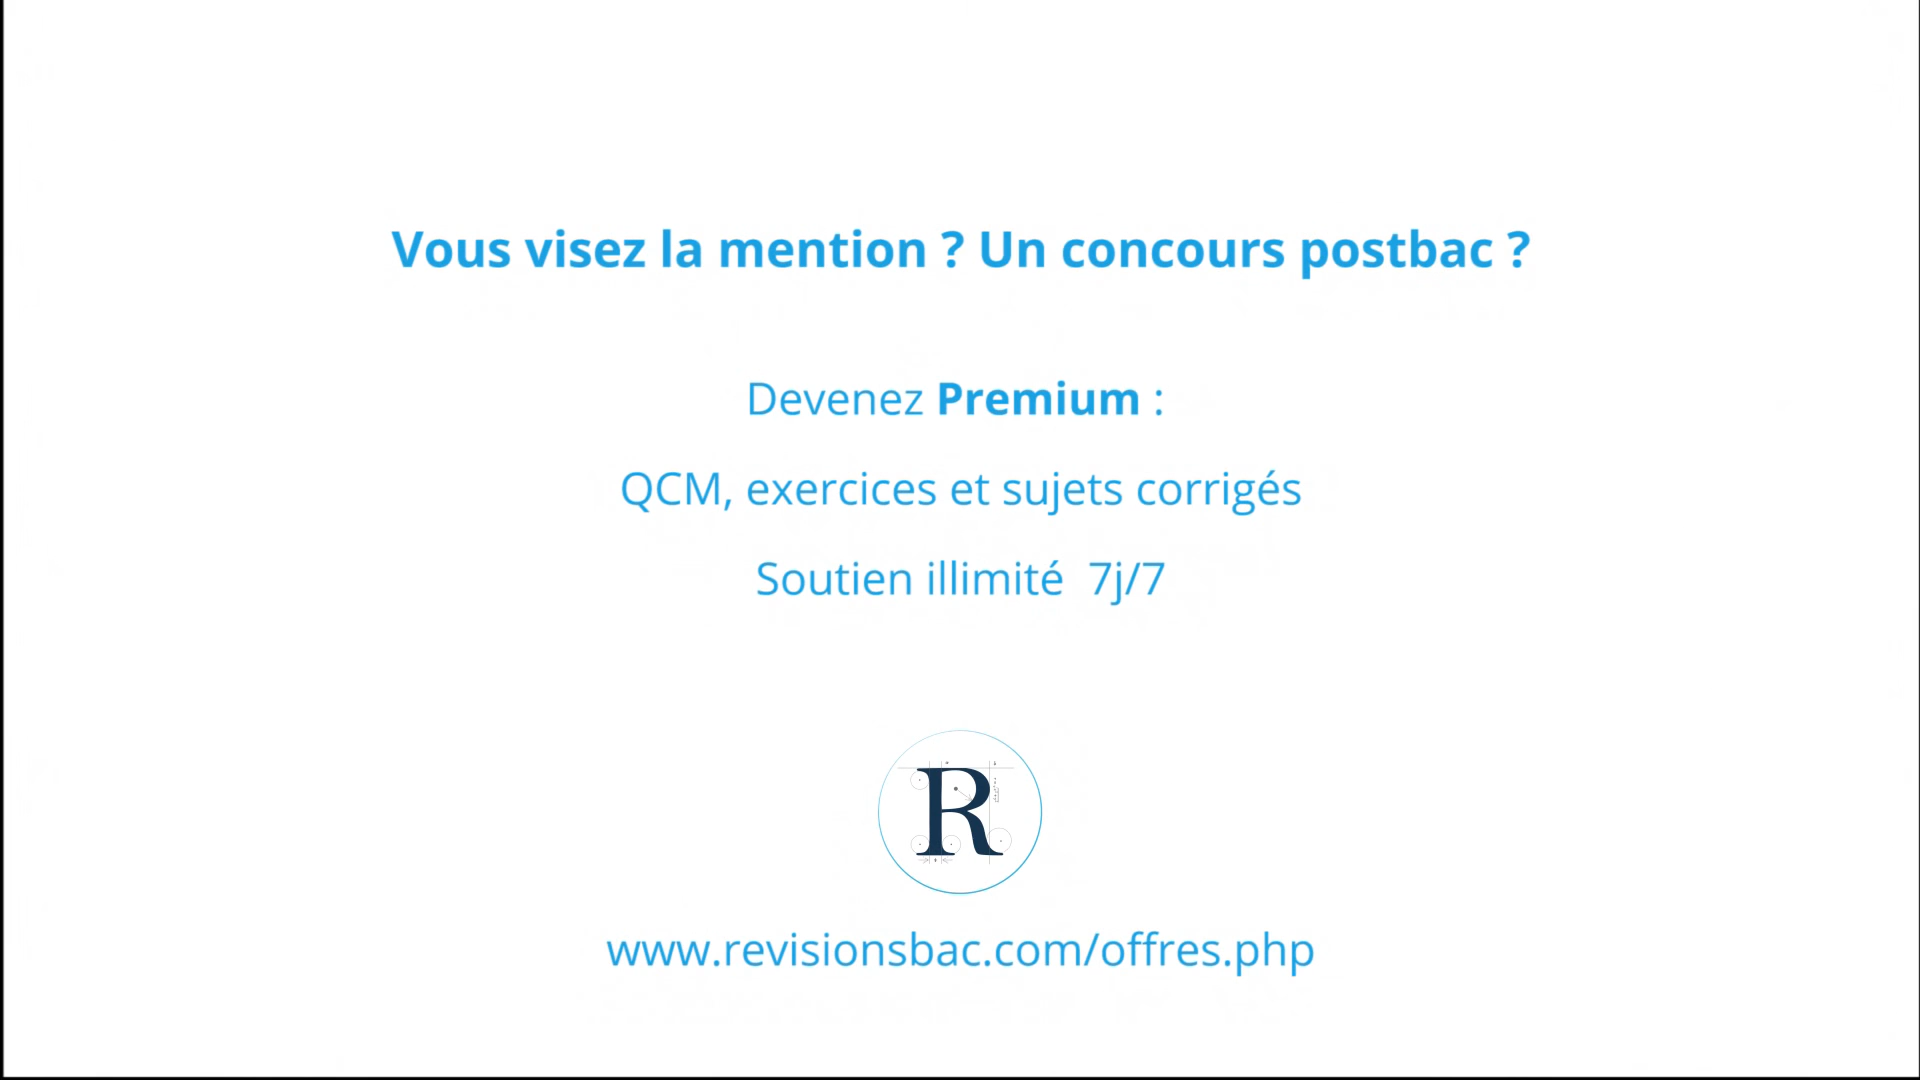 Vous visez la mention ? Un concours postbac ?
Devenez Premium :
QCM, exercices et sujets corrigés
Soutien illimité  7j/7
R
www.revisionsbac.com/offres.php